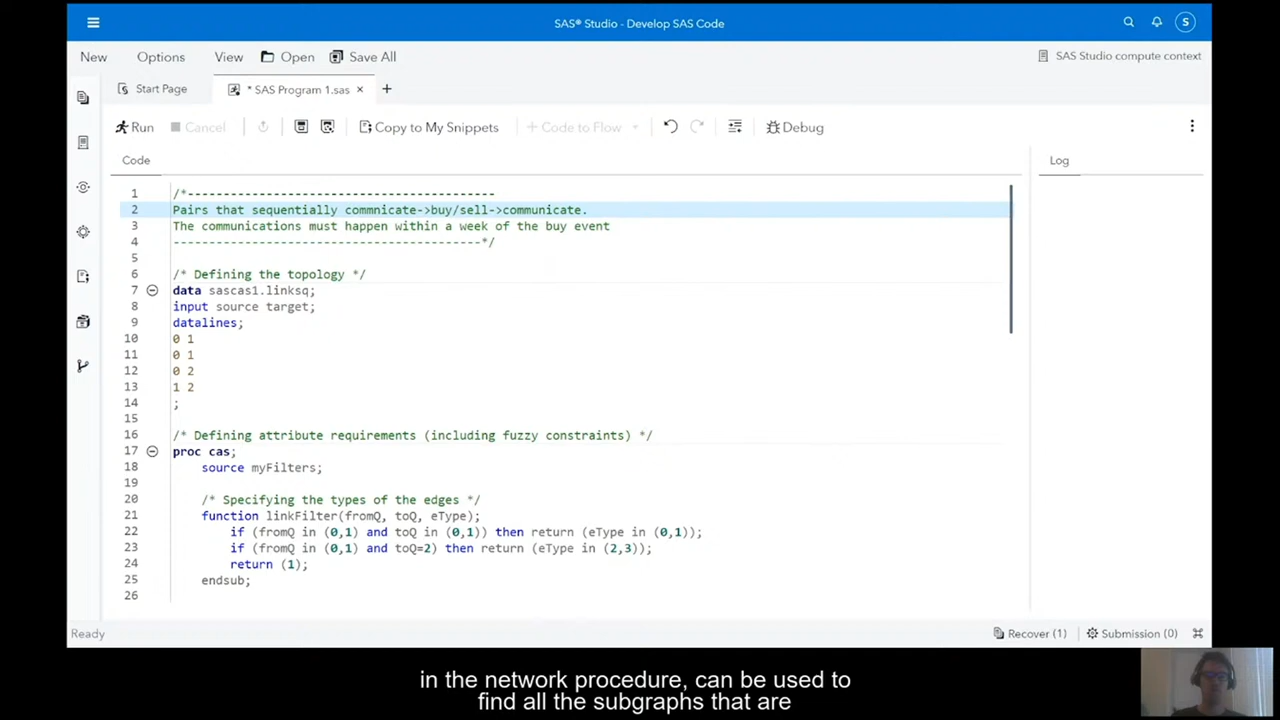 SAS® Studio - Develop SAS Code
S
New Options View Open Save All SAS Studio compute context
Start Page * SAS Program 1.sas × +
Run Cancel Copy to My Snippets + Code to Flow Debug
Code Log
1 /*-------------------------------------------
2 Pairs that sequentially commnicate->buy/sell->communicate.
3 The communications must happen within a week of the buy event
4 -------------------------------------------*/
5
6 /* Defining the topology */
7 data sascas1.linksq;
8 input source target;
9 datalines;
10 0 1
11 0 1
12 0 2
13 1 2
14 ;
15
16 /* Defining attribute requirements (including fuzzy constraints) */
17 proc cas;
18 source myFilters;
19
20 /* Specifying the types of the edges */
21 function linkFilter(fromQ, toQ, eType);
22 if (fromQ in (0,1) and toQ in (0,1)) then return (eType in (0,1));
23 if (fromQ in (0,1) and toQ=2) then return (eType in (2,3));
24 return (1);
25 endsub;
26
Ready Recover (1) Submission (0)
in the network procedure, can be used to
find all the subgraphs that are